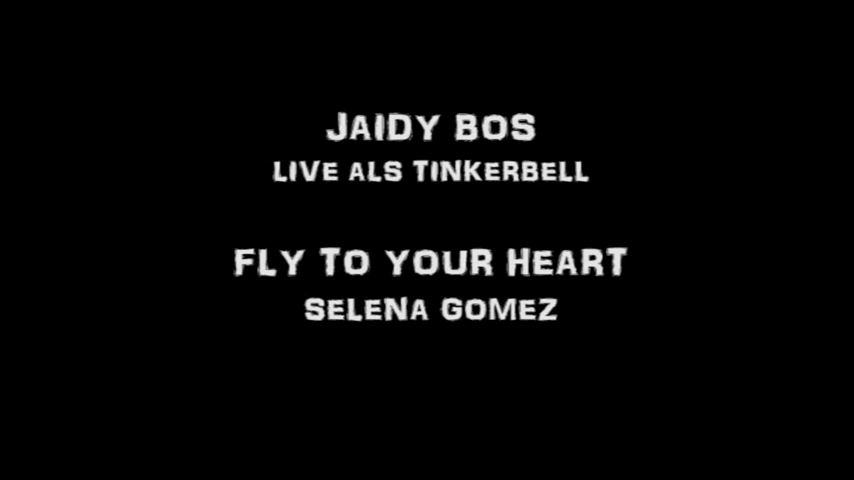 JAIDY BOS
LIVE ALS TINKERBELL
FLY TO YOUR HEART
SELENA GOMEZ